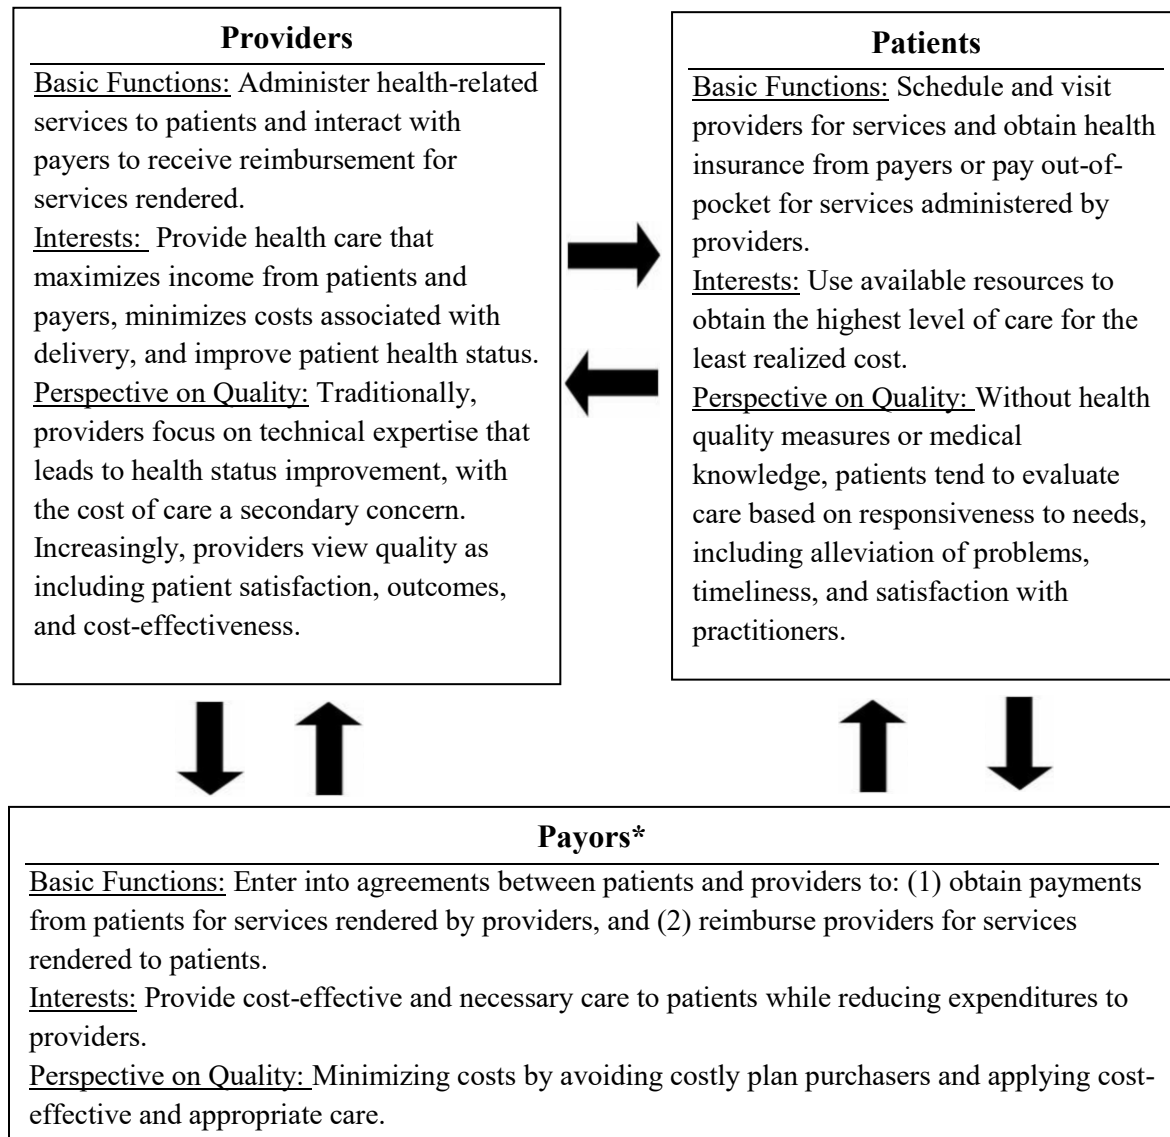 Providers
Basic Functions: Administer health-related
services to patients and interact with
payers to receive reimbursement for
services rendered.
Interests: Provide health care that
maximizes income from patients and
payers, minimizes costs associated with
delivery, and improve patient health status.
Perspective on Quality: Traditionally,
providers focus on technical expertise that
leads to health status improvement, with
the cost of care a secondary concern.
Increasingly, providers view quality as
including patient satisfaction, outcomes,
and cost-effectiveness.
Patients
Basic Functions: Schedule and visit
providers for services and obtain health
insurance from payers or pay out-of-
pocket for services administered by
providers.
Interests: Use available resources to
obtain the highest level of care for the
least realized cost.
Perspective on Quality: Without health
quality measures or medical
knowledge, patients tend to evaluate
care based on responsiveness to needs,
including alleviation of problems,
timeliness, and satisfaction with
practitioners.
Payors*
Basic Functions: Enter into agreements between patients and providers to: (1) obtain payments
from patients for services rendered by providers, and (2) reimburse providers for services
rendered to patients.
Interests: Provide cost-effective and necessary care to patients while reducing expenditures to
providers.
Perspective on Quality: Minimizing costs by avoiding costly plan purchasers and applying cost-
effective and appropriate care.